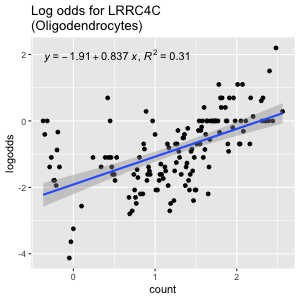 Log odds for LRRC4C
(Oligodendrocytes)
y = −1.91 + 0.837 x, R² = 0.31
2
0
-2
-4
logodds
0
1
2
count